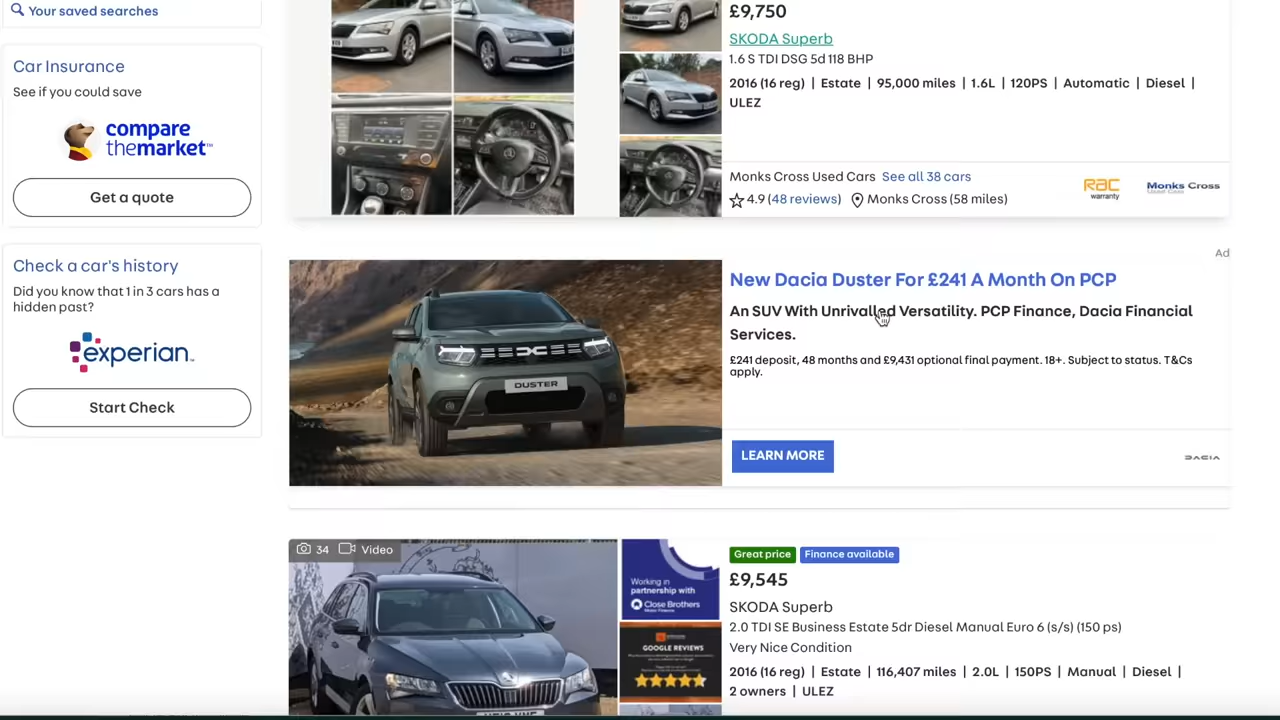 Your saved searches
Car Insurance
See if you could save
compare
themarket
Get a quote
Check a car's history
Did you know that 1 in 3 cars has a
hidden past?
experian
Start Check
£9,750
SKODA Superb
1.6 S TDI DSG 5d 118 BHP
2016 (16 reg) | Estate | 95,000 miles | 1.6L | 120PS | Automatic | Diesel |
ULEZ
Monks Cross Used Cars See all 38 cars
4.9 (48 reviews) Monks Cross (58 miles)
RAC
warranty
Monks Cross
Ad
DUSTER
New Dacia Duster For £241 A Month On PCP
An SUV With Unrivalled Versatility. PCP Finance, Dacia Financial
Services.
£241 deposit, 48 months and £9,431 optional final payment. 18+. Subject to status. T&Cs
apply.
LEARN MORE
DACIA
34 Video
Working in
partnership with
Close Brothers
Motor Finance
GOOGLE REVIEWS
Great price Finance available
£9,545
SKODA Superb
2.0 TDI SE Business Estate 5dr Diesel Manual Euro 6 (s/s) (150 ps)
Very Nice Condition
2016 (16 reg) | Estate | 116,407 miles | 2.0L | 150PS | Manual | Diesel |
2 owners | ULEZ